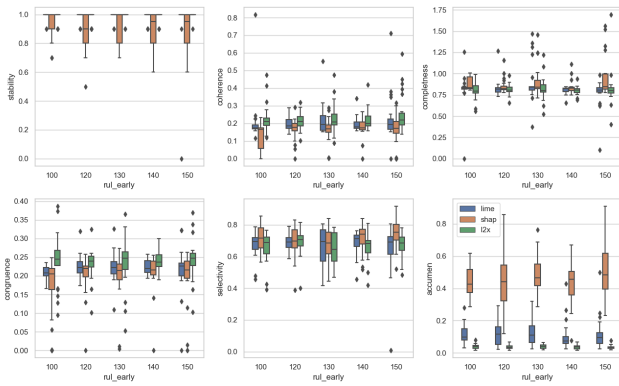 1.0
0.8
0.6
0.4
0.2
0.0
stability
100 120 130 140 150
rul_early
0.8
0.7
0.6
0.5
0.4
0.3
0.2
0.1
0.0
coherence
100 120 130 140 150
rul_early
1.75
1.50
1.25
1.00
0.75
0.50
0.25
0.00
completness
100 120 130 140 150
rul_early
0.40
0.35
0.30
0.25
0.20
0.15
0.10
0.05
0.00
congruence
100 120 130 140 150
rul_early
0.8
0.6
0.4
0.2
0.0
selectivity
100 120 130 140 150
rul_early
lime
shap
l2x
0.8
0.6
0.4
0.2
0.0
accumen
100 120 130 140 150
rul_early